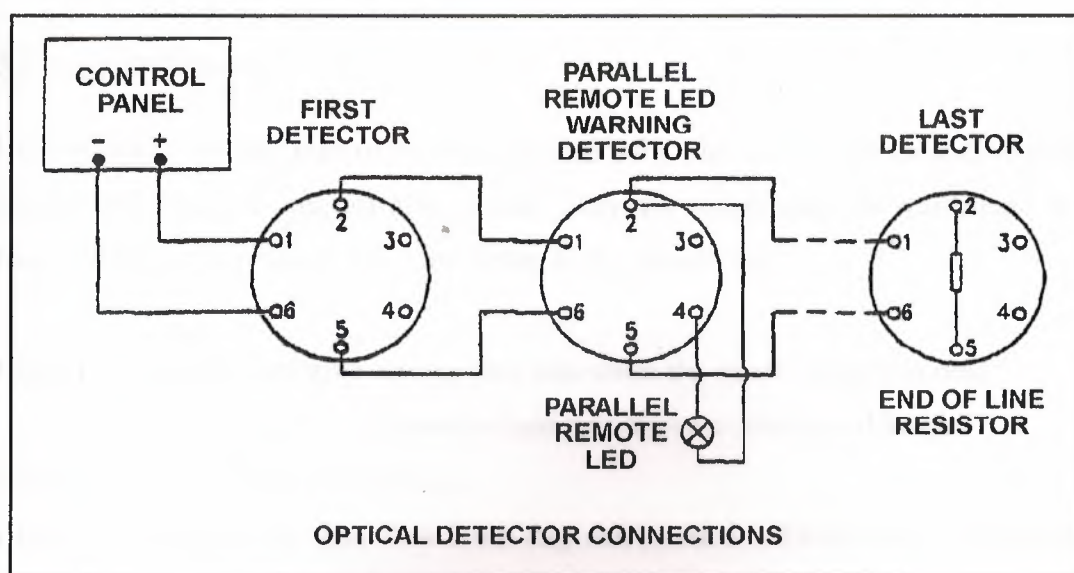 CONTROL
PANEL
- +
FIRST
DETECTOR
1
2
3
4
5
6
PARALLEL
REMOTE LED
WARNING
DETECTOR
1
2
3
4
5
6
PARALLEL
REMOTE
LED
LAST
DETECTOR
1
2
3
4
5
6
END OF LINE
RESISTOR
OPTICAL DETECTOR CONNECTIONS